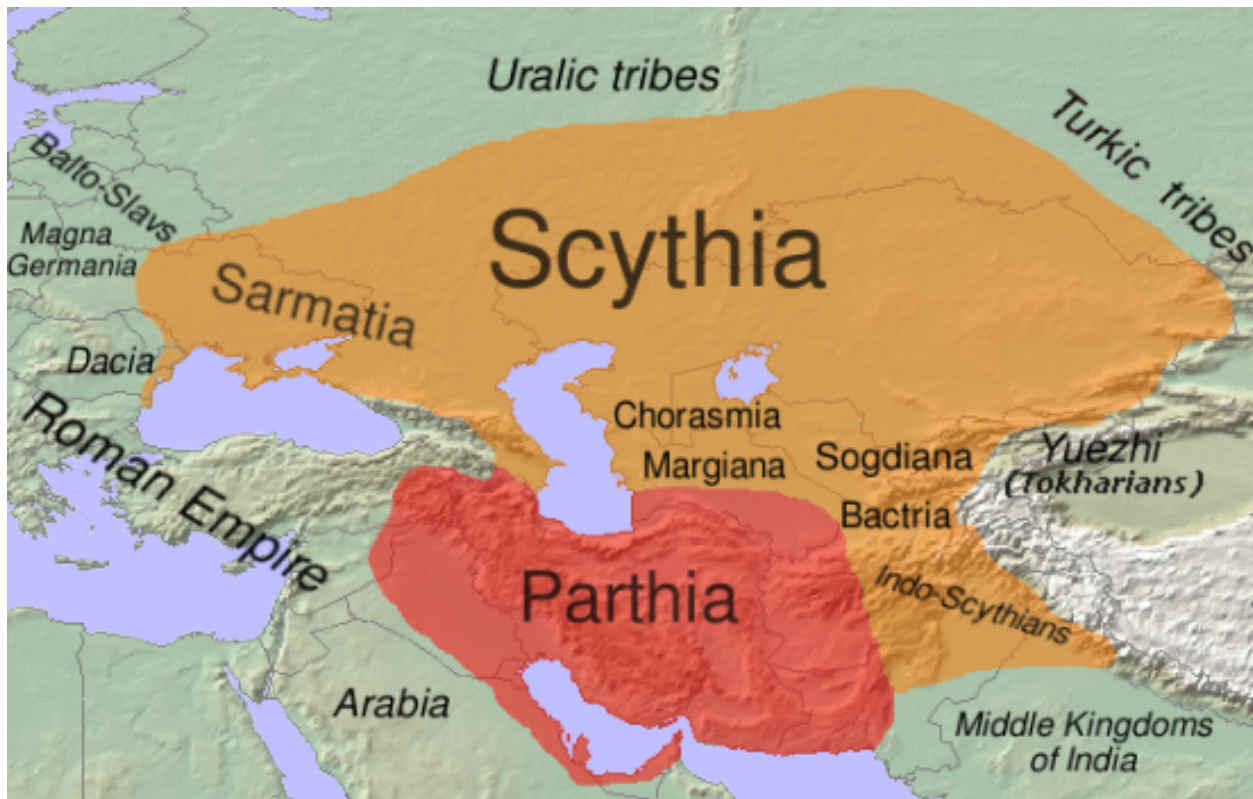 Uralic tribes
Turkic tribes
Balto-Slavs
Scythia
Magna
Germania
Sarmatia
Dacia
Chorasmia
Roman Empire
Margiana
Sogdiana
Yuezhi
(Tokharians)
Bactria
Parthia
Indo-Scythians
Arabia
Middle Kingdoms
of India